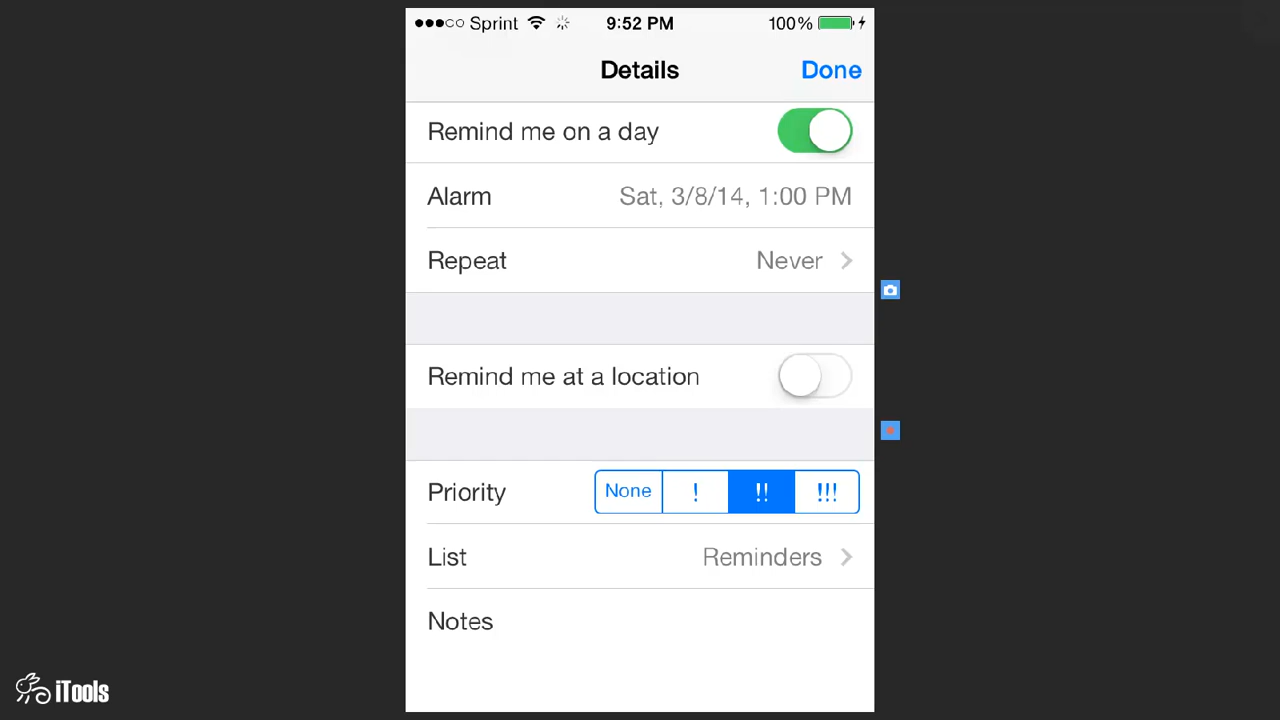 Sprint 9:52 PM 100%
Details Done
Remind me on a day
Alarm Sat, 3/8/14, 1:00 PM
Repeat Never
Remind me at a location
Priority None ! !! !!!
List Reminders
Notes
iTools